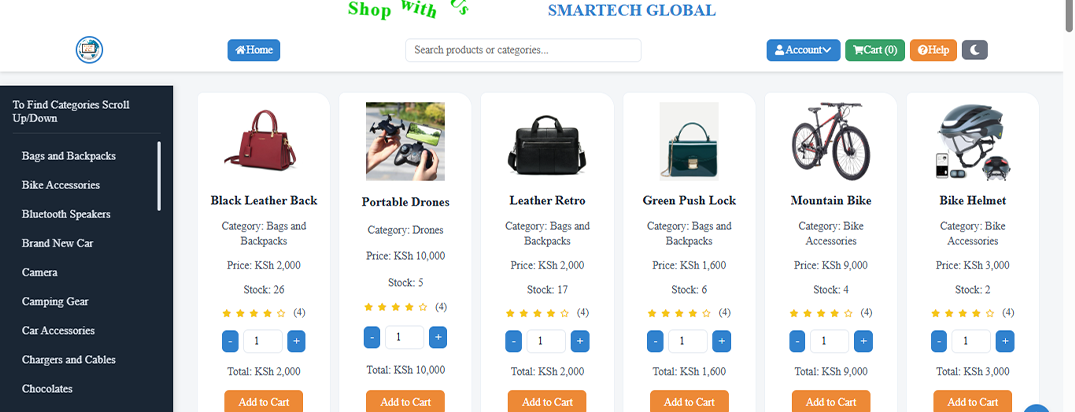 Shop with Us
SMARTECH GLOBAL
Home
Search products or categories...
Account
Cart (0)
Help
To Find Categories Scroll
Up/Down
Bags and Backpacks
Bike Accessories
Bluetooth Speakers
Brand New Car
Camera
Camping Gear
Car Accessories
Chargers and Cables
Chocolates
Black Leather Back
Category: Bags and
Backpacks
Price: KSh 2,000
Stock: 26
(4)
- 1 +
Total: KSh 2,000
Add to Cart
Portable Drones
Category: Drones
Price: KSh 10,000
Stock: 5
(4)
- 1 +
Total: KSh 10,000
Add to Cart
Leather Retro
Category: Bags and
Backpacks
Price: KSh 2,000
Stock: 17
(4)
- 1 +
Total: KSh 2,000
Add to Cart
Green Push Lock
Category: Bags and
Backpacks
Price: KSh 1,600
Stock: 6
(4)
- 1 +
Total: KSh 1,600
Add to Cart
Mountain Bike
Category: Bike
Accessories
Price: KSh 9,000
Stock: 4
(4)
- 1 +
Total: KSh 9,000
Add to Cart
Bike Helmet
Category: Bike
Accessories
Price: KSh 3,000
Stock: 2
(4)
- 1 +
Total: KSh 3,000
Add to Cart